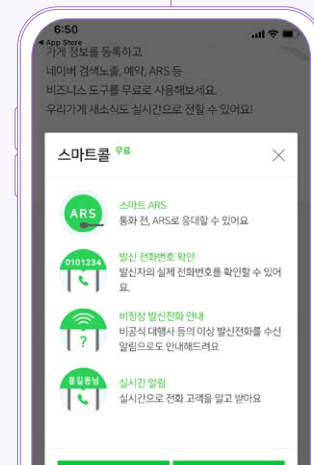 6:50
◀ App Store
가게 정보를 등록하고
네이버 검색노출, 예약, ARS 등
비즈니스 도구를 무료로 사용해보세요.
우리가게 새소식도 실시간으로 전할 수 있어요!
스마트콜 무료
ARS
스마트 ARS
통화 전, ARS로 응대할 수 있어요
0101234
발신 전화번호 확인
발신자의 실제 전화번호를 확인할 수 있어
요.
?
비정상 발신전화 안내
비공식 대행사 등의 이상 발신전화를 수신
알림으로도 안내해드려요
홍길동님
실시간 알림
실시간으로 전화 고객을 알고 받아요